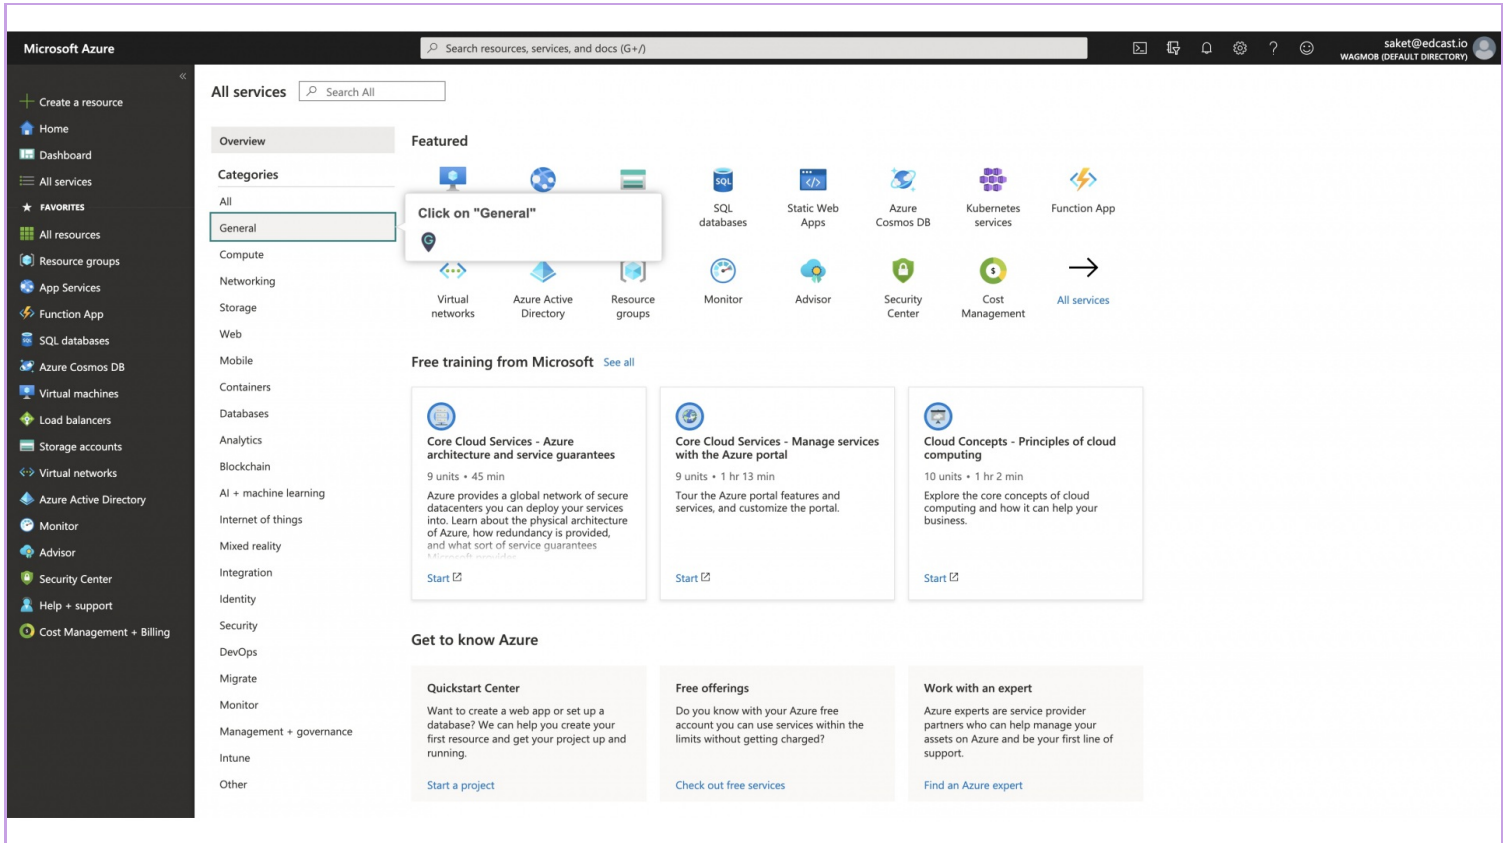 Microsoft Azure
Search resources, services, and docs (G+/)
saket@edcast.io
WAGMOB (DEFAULT DIRECTORY)
«
Create a resource
Home
Dashboard
All services
FAVORITES
All resources
Resource groups
App Services
Function App
SQL databases
Azure Cosmos DB
Virtual machines
Load balancers
Storage accounts
Virtual networks
Azure Active Directory
Monitor
Advisor
Security Center
Help + support
Cost Management + Billing
All services
Search All
Overview
Categories
All
General
Compute
Networking
Storage
Web
Mobile
Containers
Databases
Analytics
Blockchain
AI + machine learning
Internet of things
Mixed reality
Integration
Identity
Security
DevOps
Migrate
Monitor
Management + governance
Intune
Other
Featured
Click on "General"
G
SQL
SQL
databases
Static Web
Apps
Azure
Cosmos DB
Kubernetes
services
Function App
Virtual
networks
Azure Active
Directory
Resource
groups
Monitor
Advisor
Security
Center
Cost
Management
All services
Free training from Microsoft See all
Core Cloud Services - Azure
architecture and service guarantees
9 units • 45 min
Azure provides a global network of secure
datacenters you can deploy your services
into. Learn about the physical architecture
of Azure, how redundancy is provided,
and what sort of service guarantees
Microsoft provides
Start
Core Cloud Services - Manage services
with the Azure portal
9 units • 1 hr 13 min
Tour the Azure portal features and
services, and customize the portal.
Start
Cloud Concepts - Principles of cloud
computing
10 units • 1 hr 2 min
Explore the core concepts of cloud
computing and how it can help your
business.
Start
Get to know Azure
Quickstart Center
Want to create a web app or set up a
database? We can help you create your
first resource and get your project up and
running.
Start a project
Free offerings
Do you know with your Azure free
account you can use services within the
limits without getting charged?
Check out free services
Work with an expert
Azure experts are service provider
partners who can help manage your
assets on Azure and be your first line of
support.
Find an Azure expert